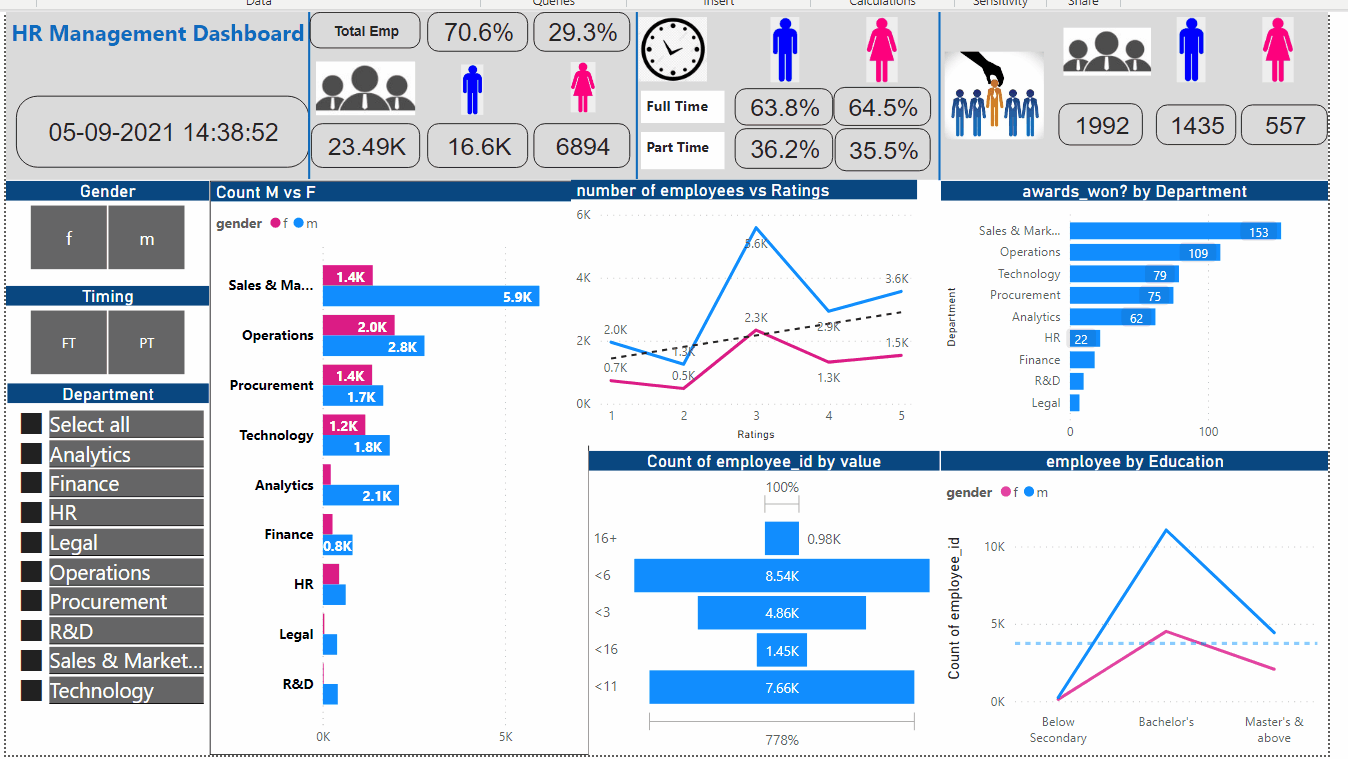 Data Queries Insert Calculations Sensitivity Share
HR Management Dashboard
05-09-2021 14:38:52
Total Emp 70.6% 29.3%
23.49K 16.6K 6894
Full Time 63.8% 64.5%
Part Time 36.2% 35.5%
1992 1435 557
Gender
f m
Timing
FT PT
Department
Select all
Analytics
Finance
HR
Legal
Operations
Procurement
R&D
Sales & Market...
Technology
Count M vs F
gender f m
Sales & Ma... 1.4K 5.9K
Operations 2.0K 2.8K
Procurement 1.4K 1.7K
Technology 1.2K 1.8K
Analytics 2.1K
Finance 0.8K
HR
Legal
R&D
0K 5K
number of employees vs Ratings
6K
4K
2K
0K
2.0K 1.3K 5.6K 2.9K 3.6K
0.7K 0.5K 2.3K 1.3K 1.5K
1 2 3 4 5
Ratings
awards_won? by Department
Department
Sales & Mark... 153
Operations 109
Technology 79
Procurement 75
Analytics 62
HR 22
Finance
R&D
Legal
0 100
Count of employee_id by value
100%
16+ 0.98K
<6 8.54K
<3 4.86K
<16 1.45K
<11 7.66K
778%
employee by Education
gender f m
Count of employee_id
10K
5K
0K
Below Secondary
Bachelor's
Master's & above